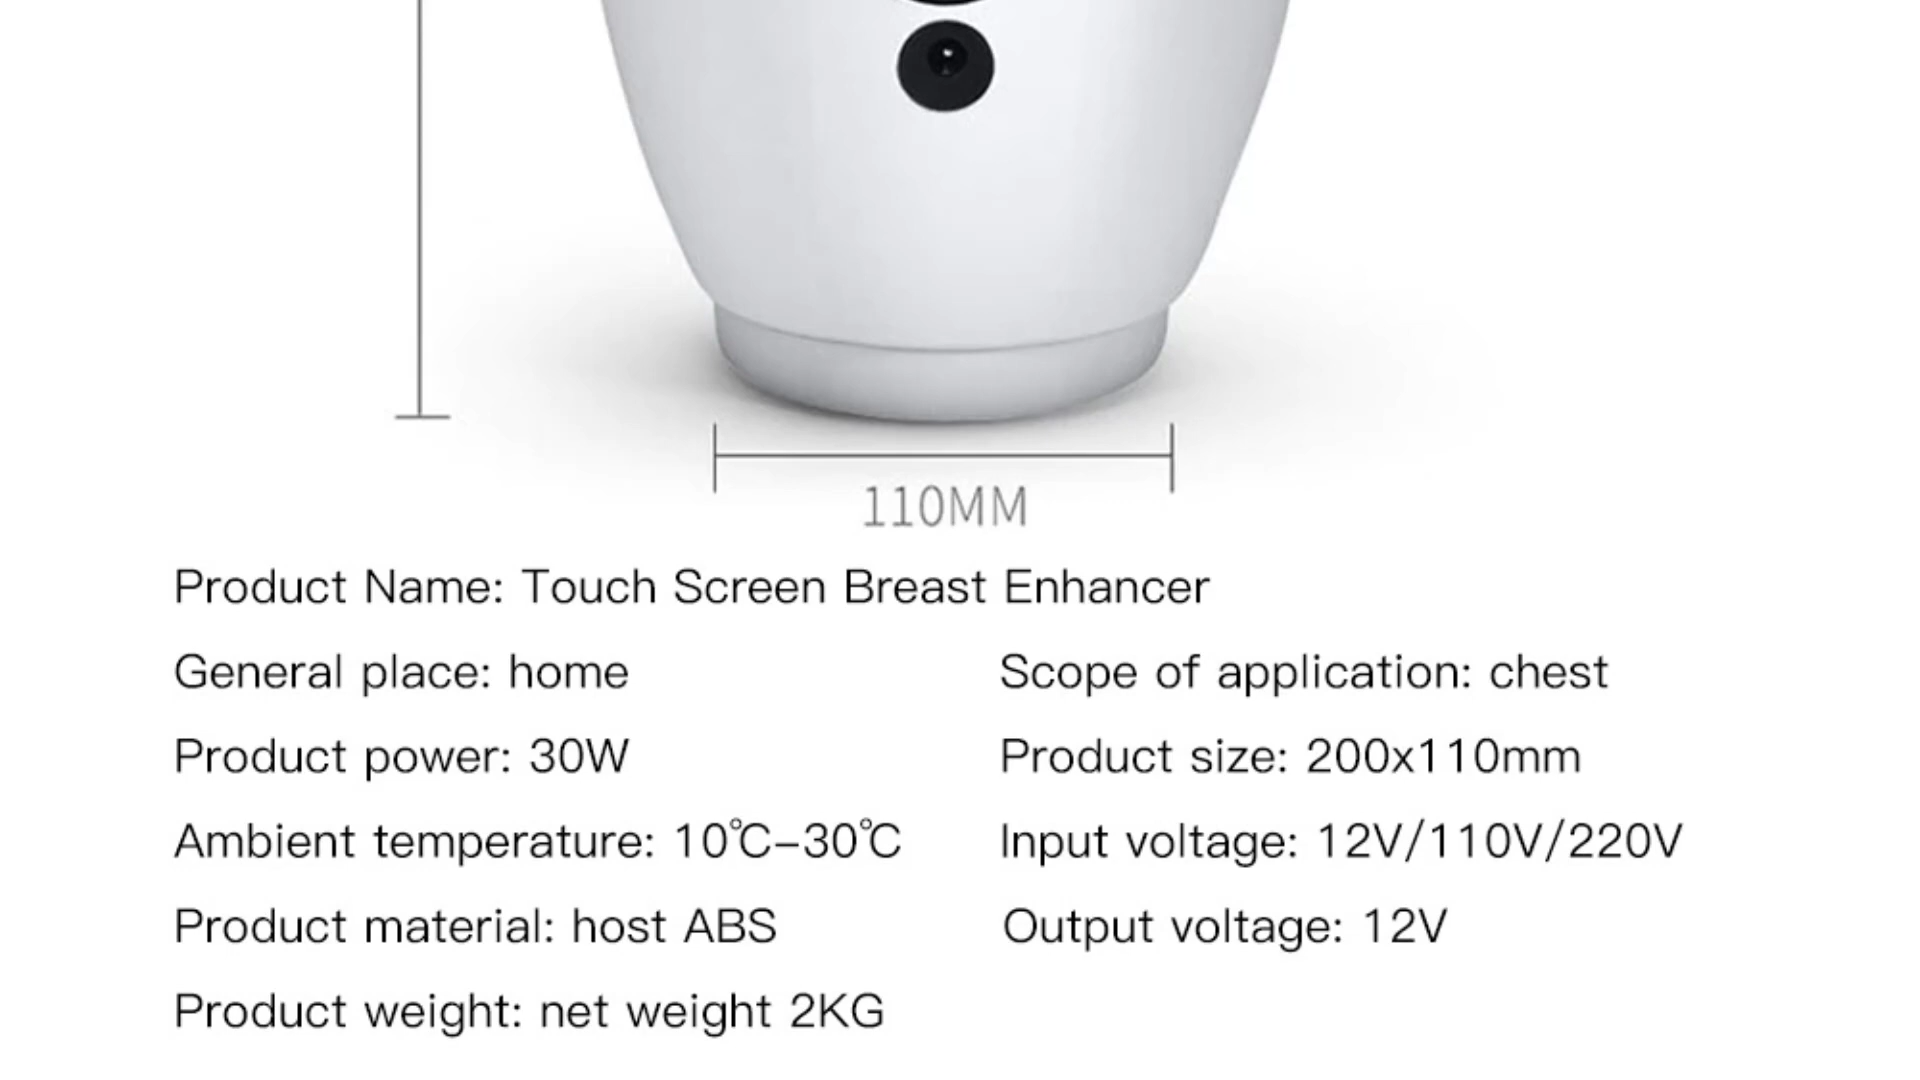 110MM
Product Name: Touch Screen Breast Enhancer
General place: home
Scope of application: chest
Product power: 30W
Product size: 200x110mm
Ambient temperature: 10℃–30℃
Input voltage: 12V/110V/220V
Product material: host ABS
Output voltage: 12V
Product weight: net weight 2KG